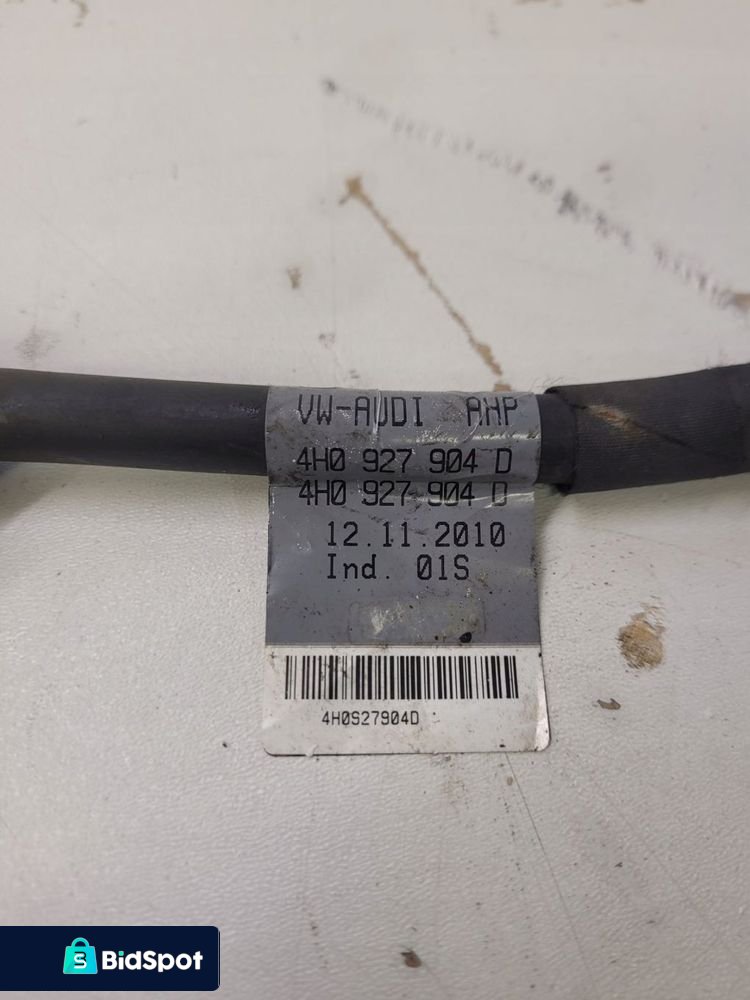 VW-AUDI AHP
4H0 927 904 D
4H0 927 904 D
12.11.2010
Ind. 01S
4H0927904D
BidSpot